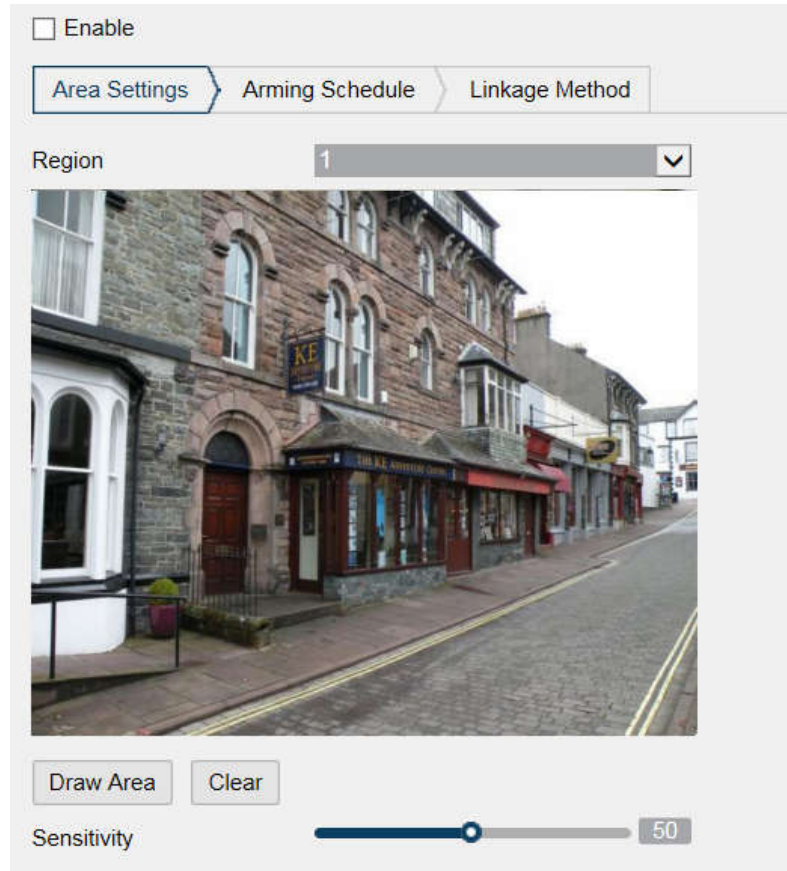 Enable
Area Settings
Arming Schedule
Linkage Method
Region
1
KE
THE KE ADVENTURE CENTRE
Draw Area
Clear
Sensitivity
50